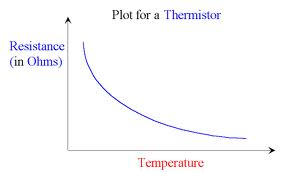 Plot for a Thermistor
Resistance
(in Ohms)
Temperature